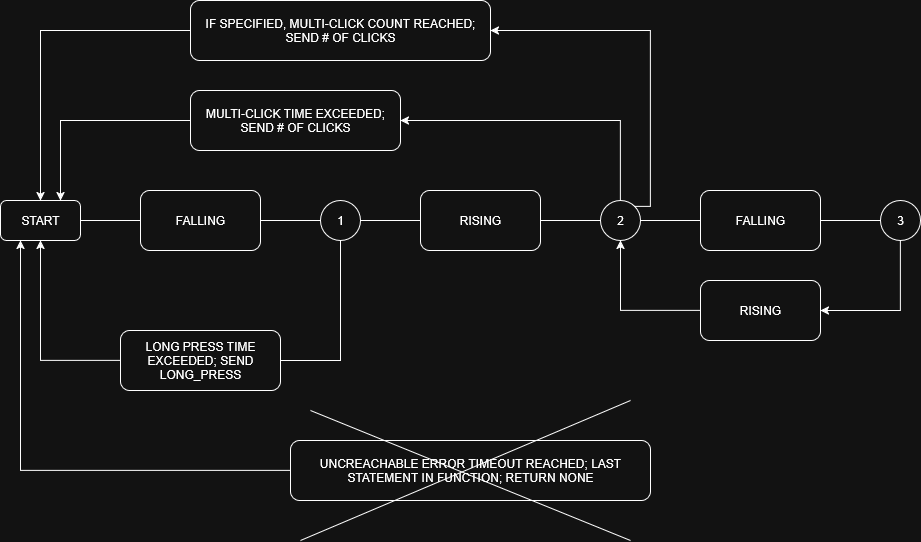 IF SPECIFIED, MULTI-CLICK COUNT REACHED;
SEND # OF CLICKS
MULTI-CLICK TIME EXCEEDED;
SEND # OF CLICKS
START
FALLING
1
RISING
2
FALLING
3
RISING
LONG PRESS TIME
EXCEEDED; SEND
LONG_PRESS
UNCREACHABLE ERROR TIMEOUT REACHED; LAST
STATEMENT IN FUNCTION; RETURN NONE